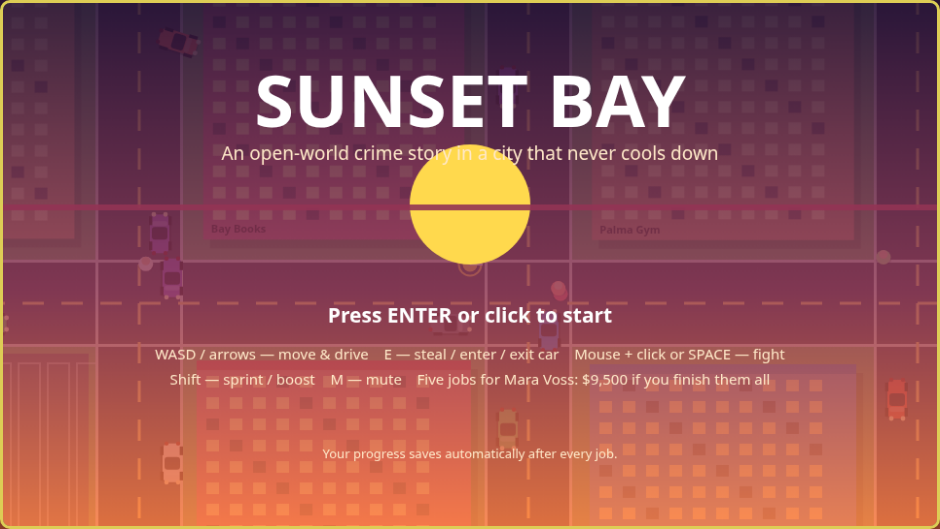 SUNSET BAY
An open-world crime story in a city that never cools down
Bay Books
Palma Gym
Press ENTER or click to start
WASD / arrows — move & drive E — steal / enter / exit car Mouse + click or SPACE — fight
Shift — sprint / boost M — mute Five jobs for Mara Voss: $9,500 if you finish them all
Your progress saves automatically after every job.